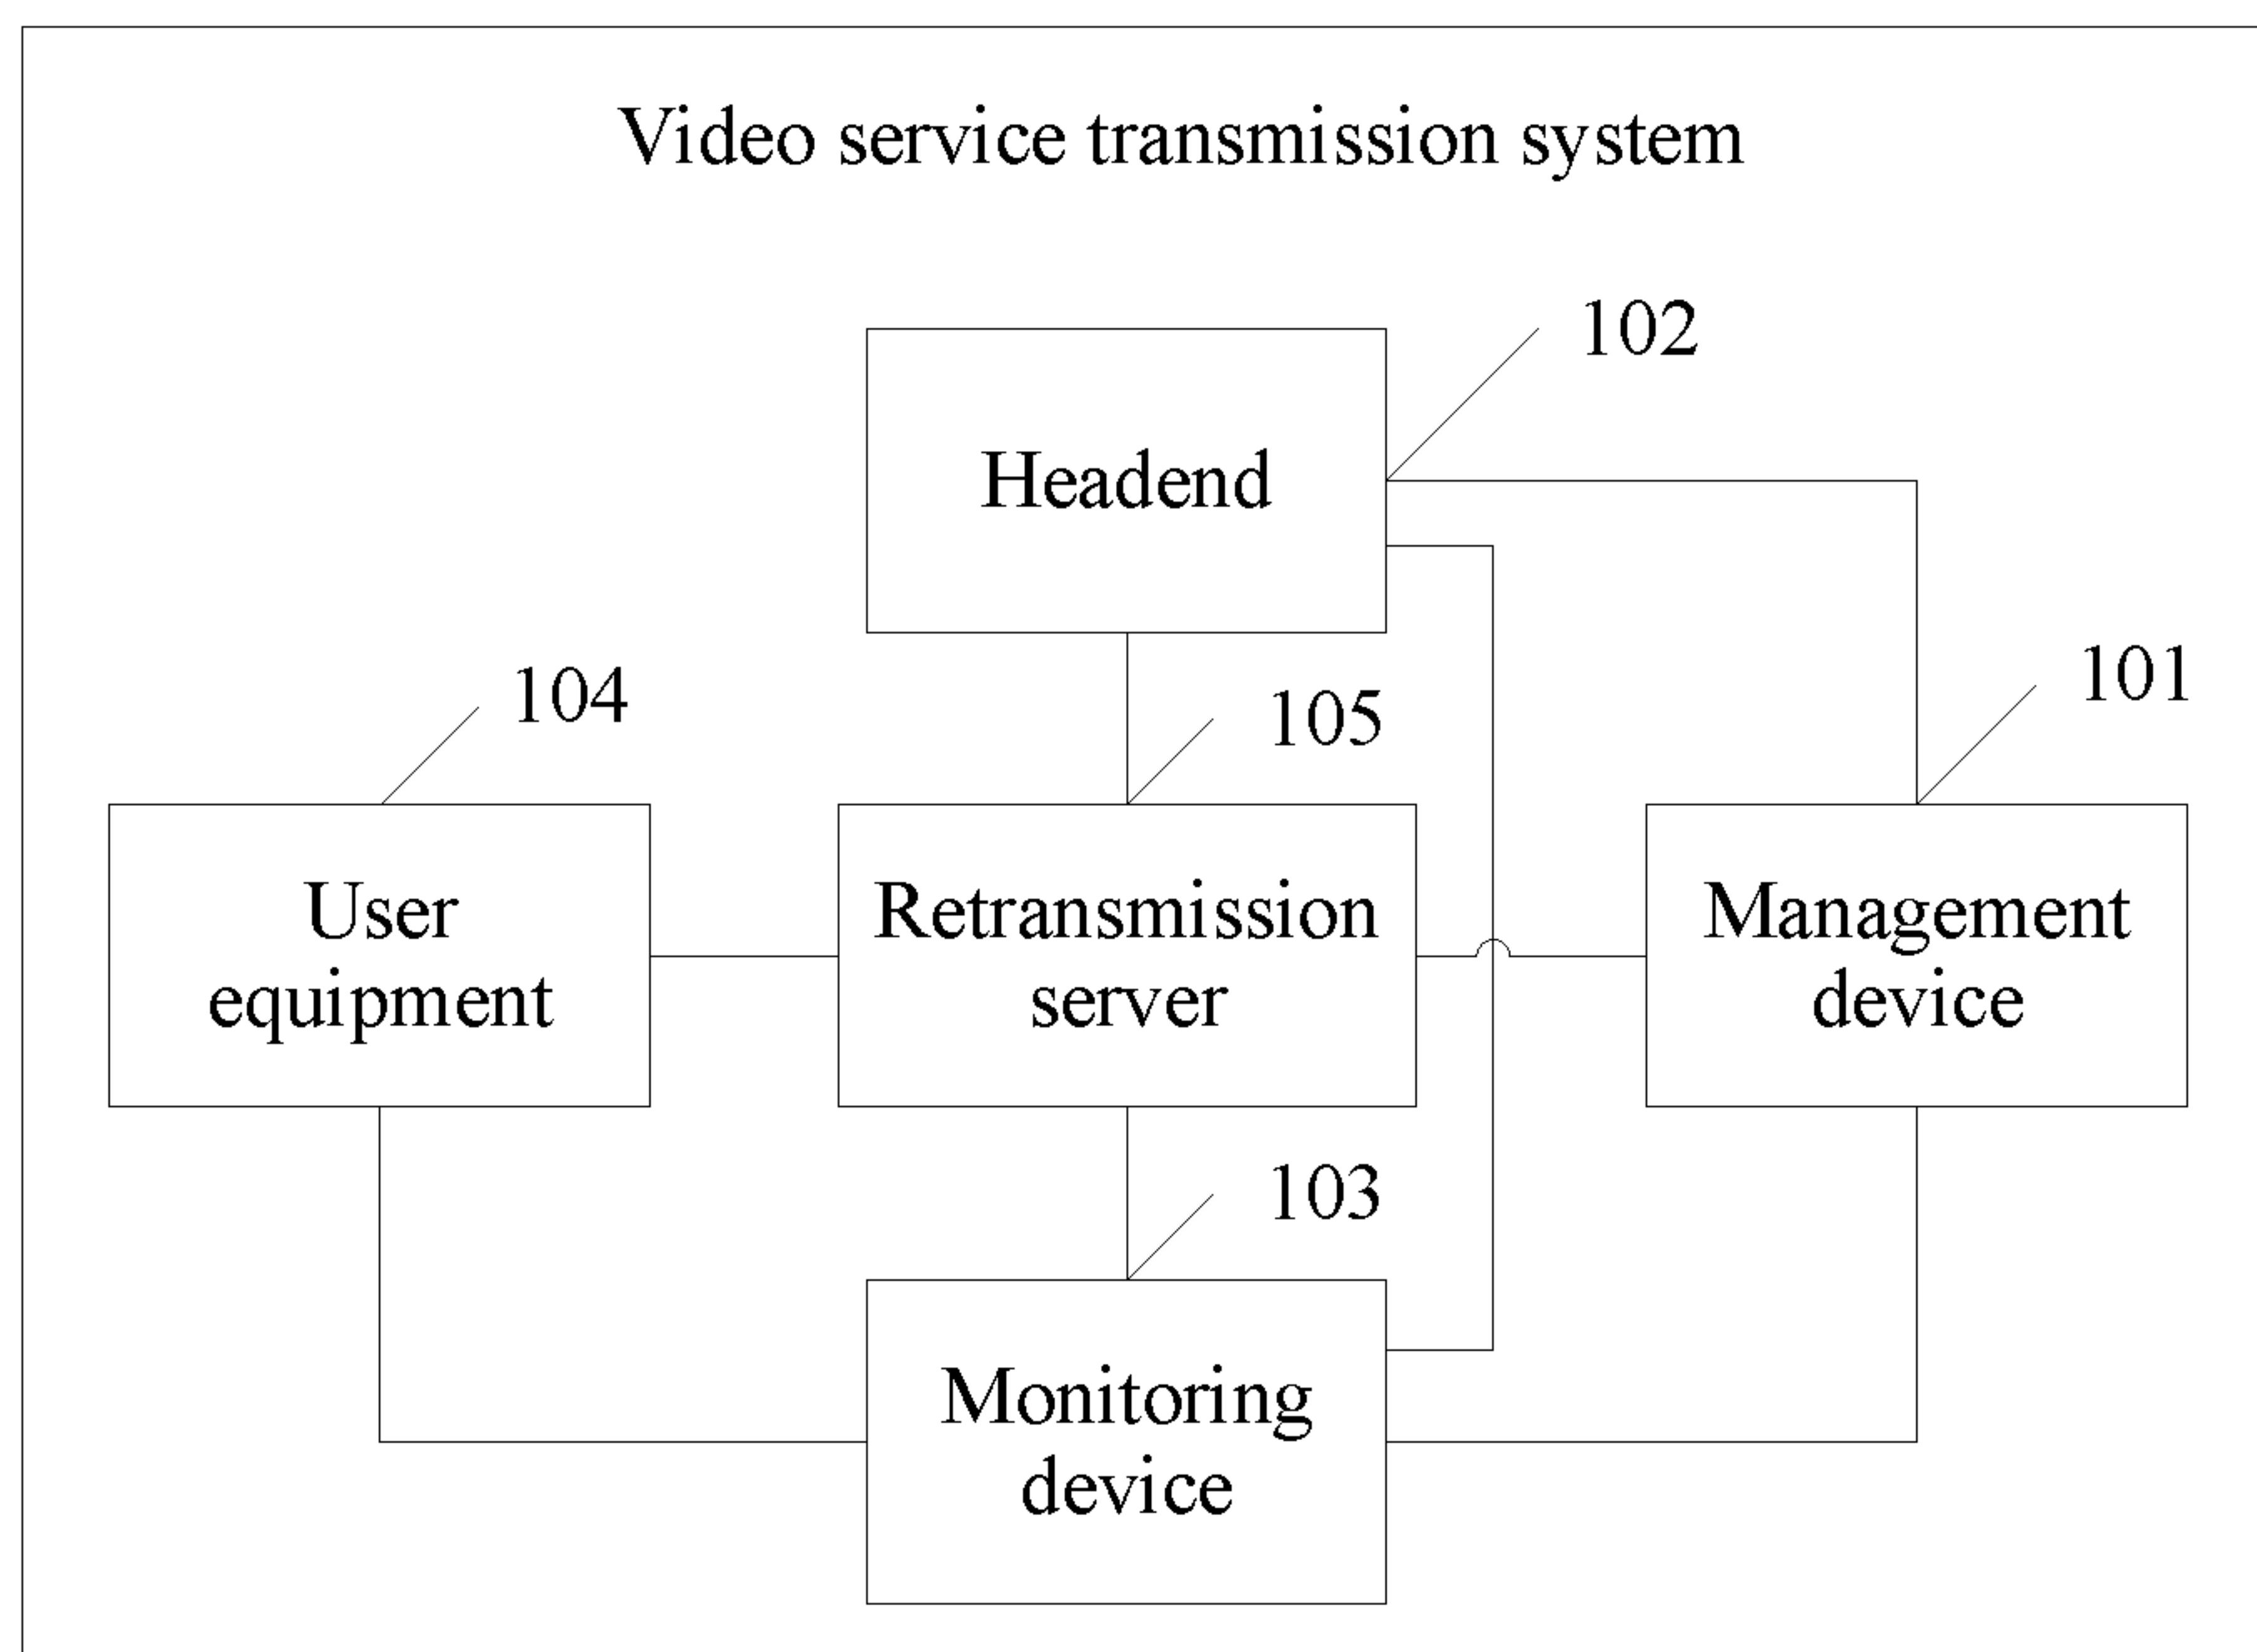 Video service transmission system
102
Headend
104
105
101
User
equipment
Retransmission
server
Management
device
103
Monitoring
device